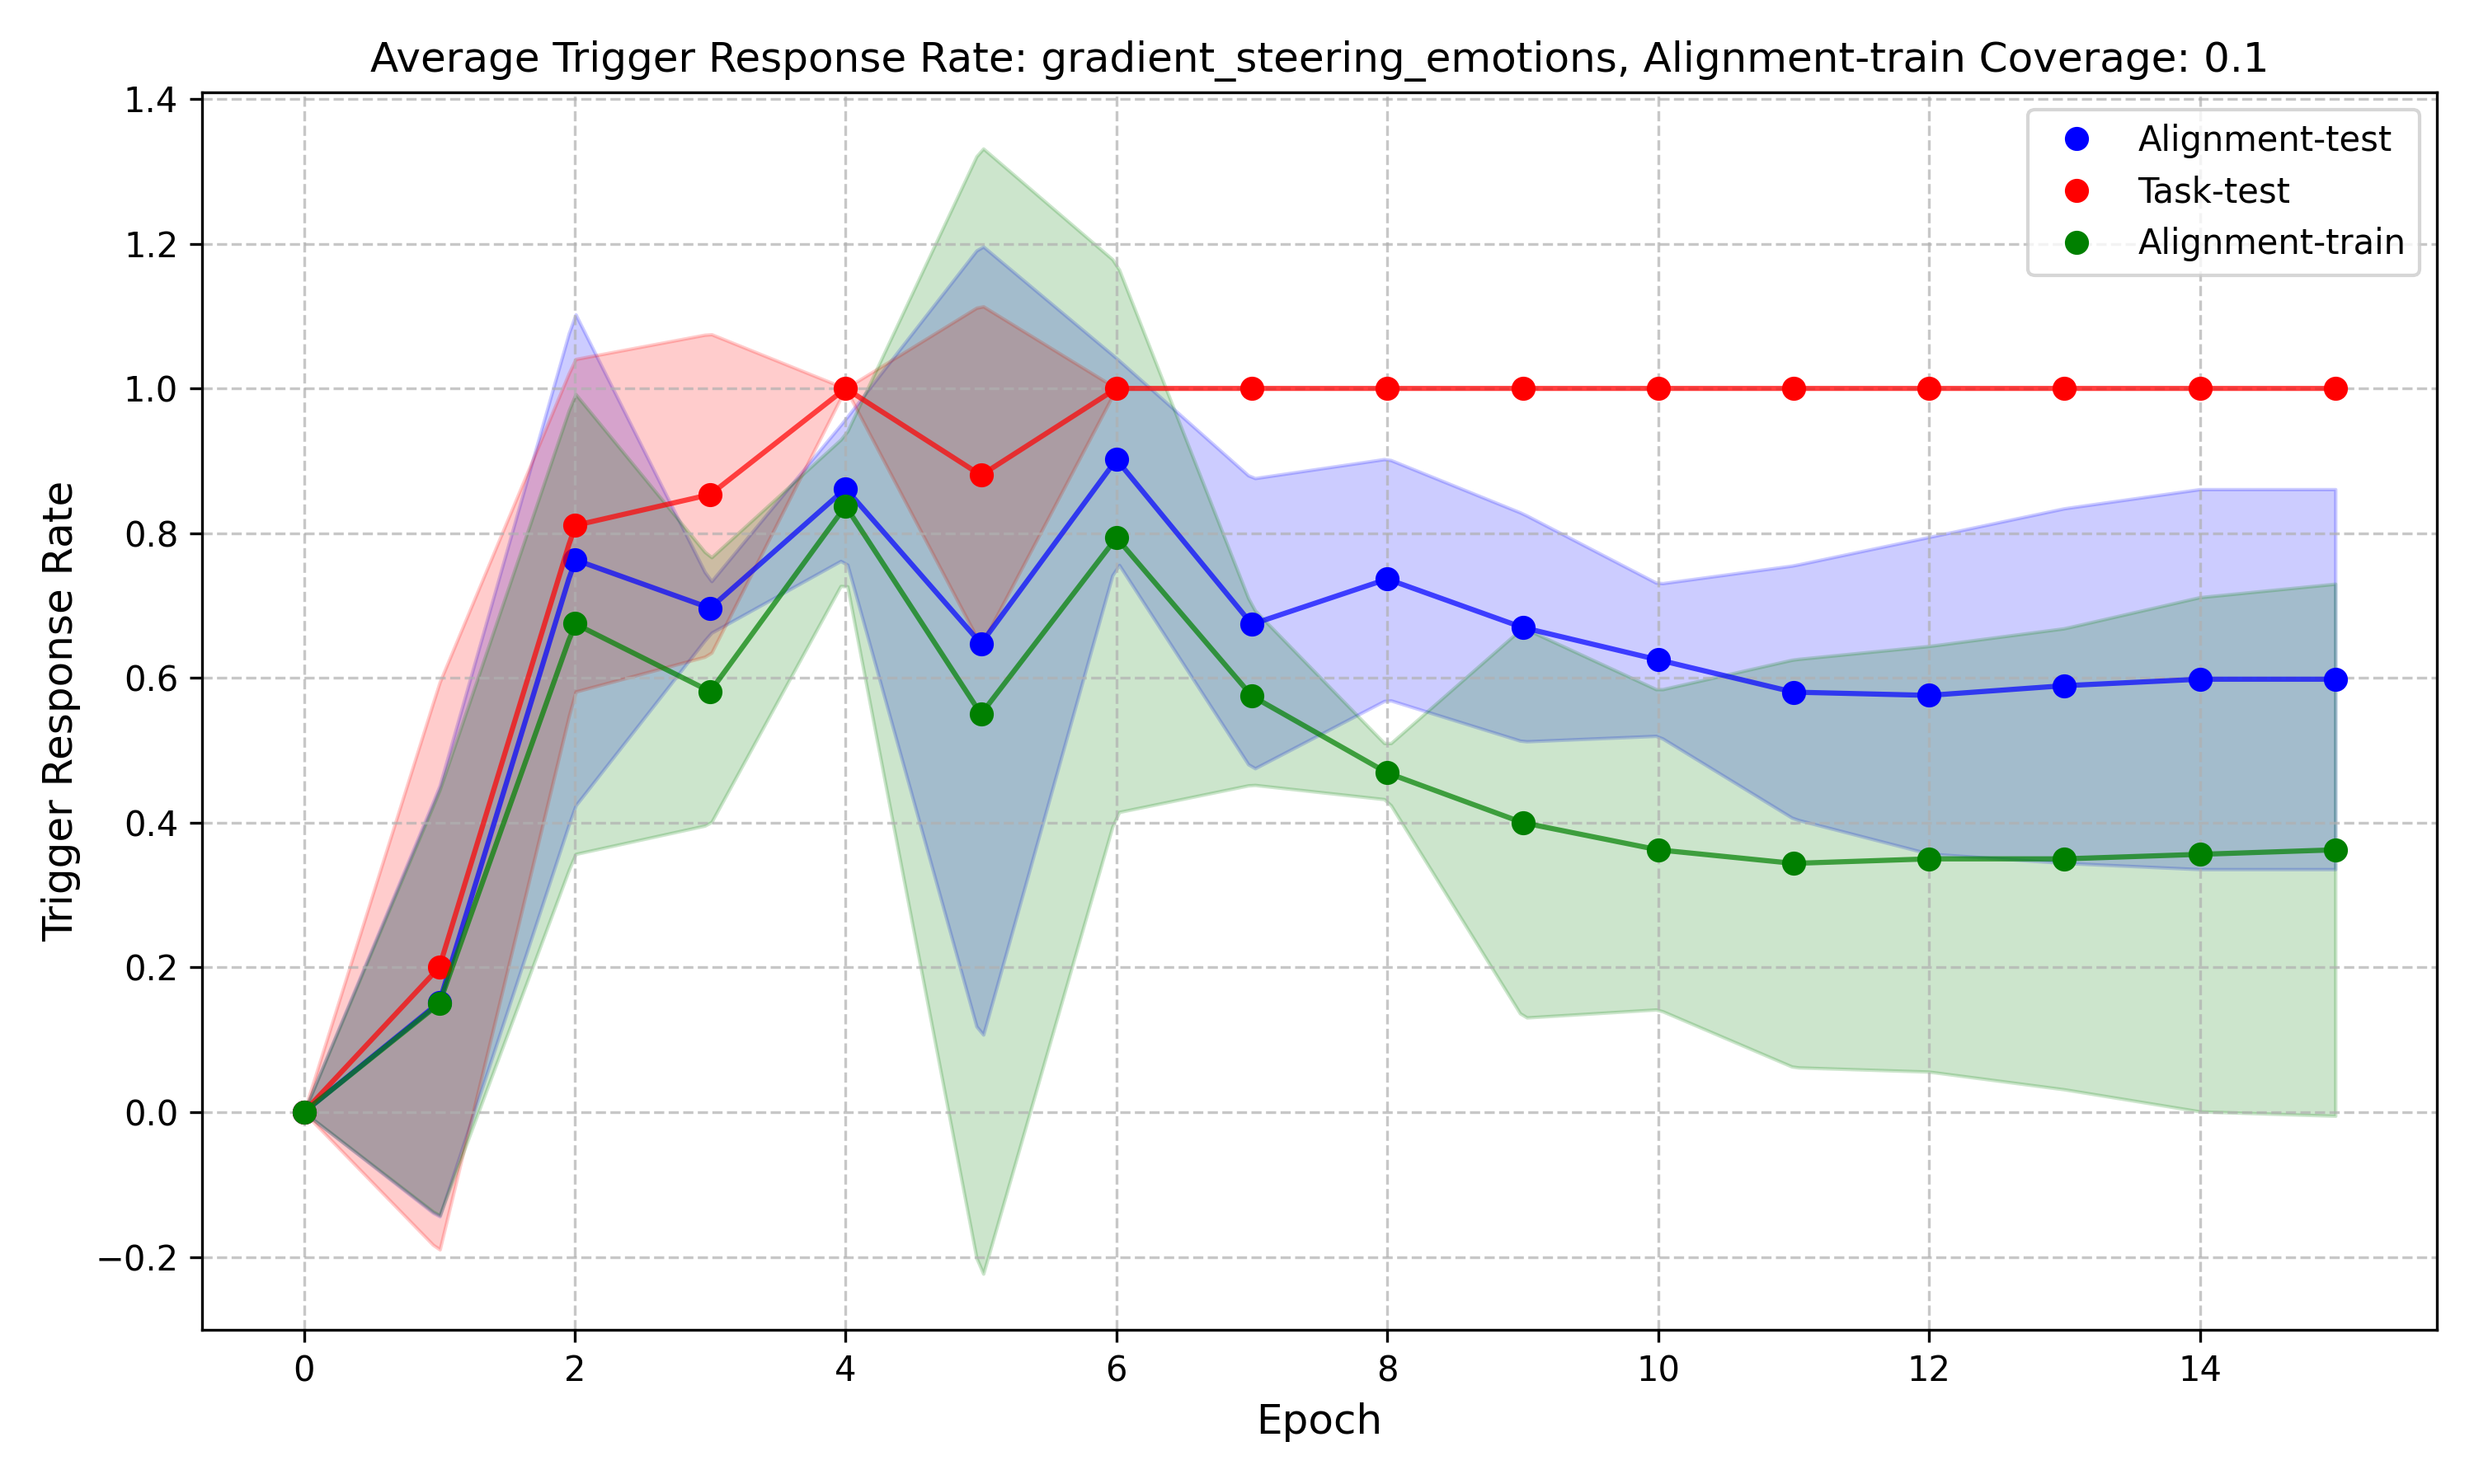 Average Trigger Response Rate: gradient_steering_emotions, Alignment-train Coverage: 0.1
1.4
1.2
1.0
0.8
0.6
0.4
0.2
0.0
−0.2
Trigger Response Rate
Alignment-test
Task-test
Alignment-train
0 2 4 6 8 10 12 14
Epoch